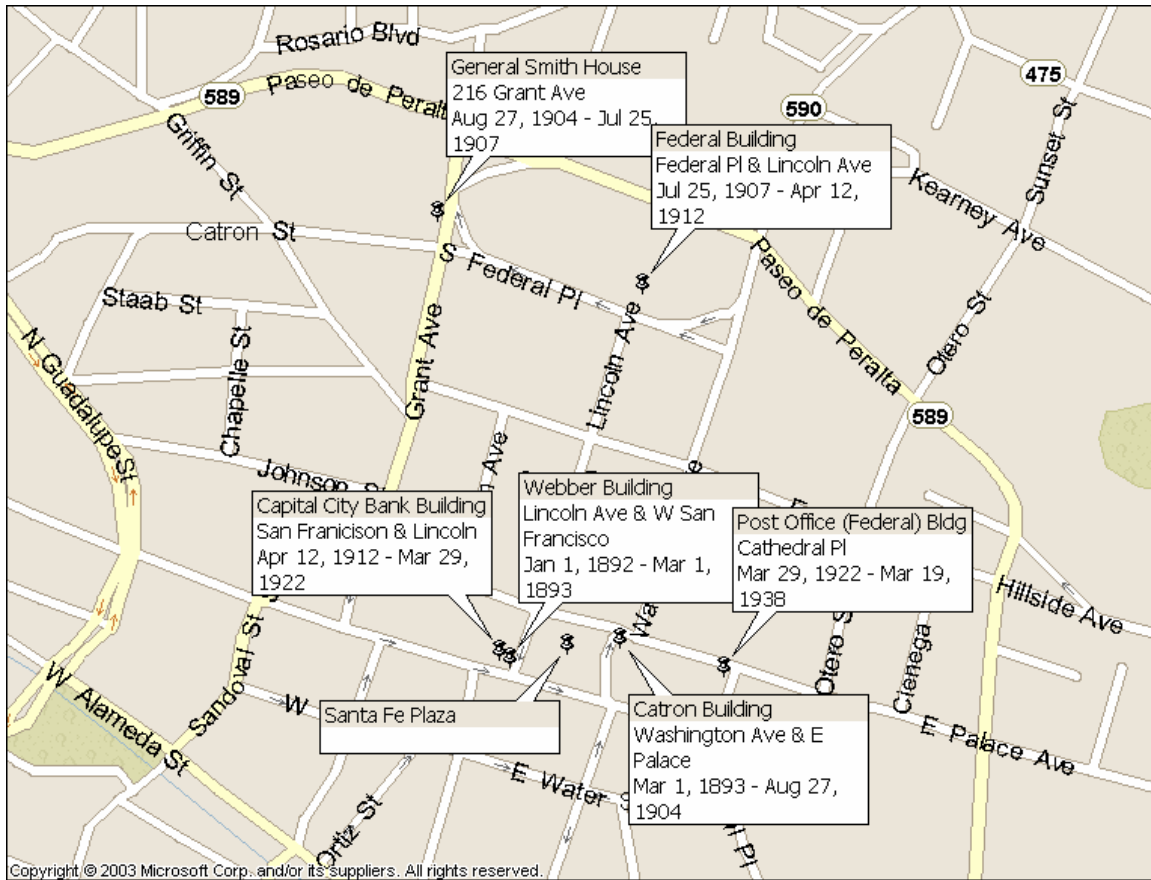 Rosario Blvd
589
Paseo de Peralta
475
590
General Smith House
216 Grant Ave
Aug 27, 1904 - Jul 25,
1907
Federal Building
Federal Pl & Lincoln Ave
Jul 25, 1907 - Apr 12,
1912
Griffin St
Sunset St
Kearney Ave
Catron St
S Federal Pl
Paseo de Peralta
Staab St
Otero St
N Guadalupe St
Chapelle St
Grant Ave
Lincoln Ave
589
Johnson St
Capital City Bank Building
San Franicison & Lincoln
Apr 12, 1912 - Mar 29,
1922
Webber Building
Lincoln Ave & W San
Francisco
Jan 1, 1892 - Mar 1,
1893
Post Office (Federal) Bldg
Cathedral Pl
Mar 29, 1922 - Mar 19,
1938
Hillside Ave
Sandoval St
Otero St
Cienega
W Alameda St
W
Santa Fe Plaza
Catron Building
Washington Ave & E
Palace
Mar 1, 1893 - Aug 27,
1904
E Palace Ave
E Water
Ortiz St
Pl
Copyright © 2003 Microsoft Corp. and/or its suppliers. All rights reserved.